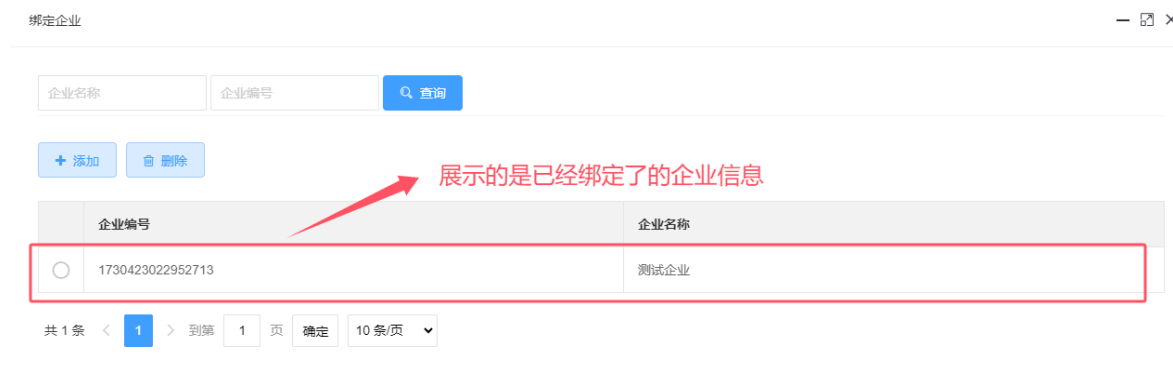 绑定企业
企业名称 企业编号 查询
添加 删除
展示的是已经绑定了的企业信息
企业编号 企业名称
1730423022952713 测试企业
共 1 条 1 到第 1 页 确定 10 条/页